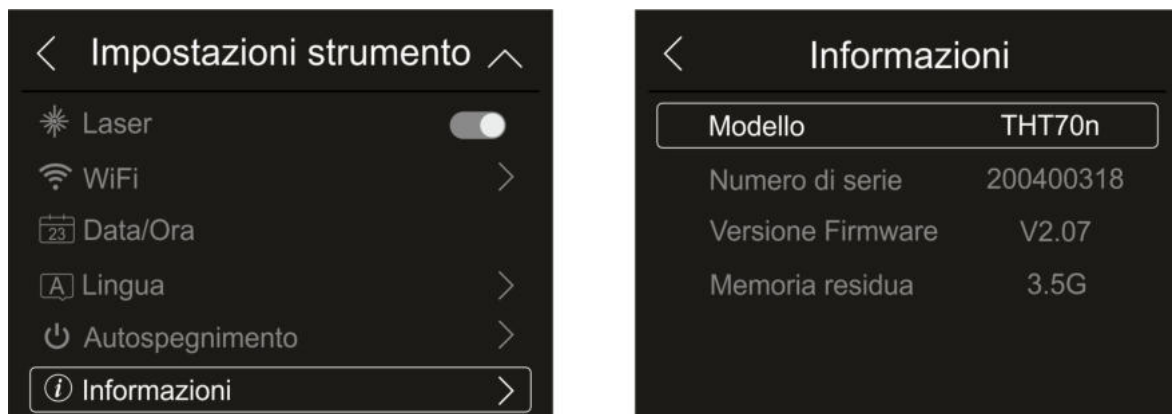 Impostazioni strumento
Laser
WiFi
23 Data/Ora
A Lingua
Autospegnimento
i Informazioni
Informazioni
Modello THT70n
Numero di serie 200400318
Versione Firmware V2.07
Memoria residua 3.5G